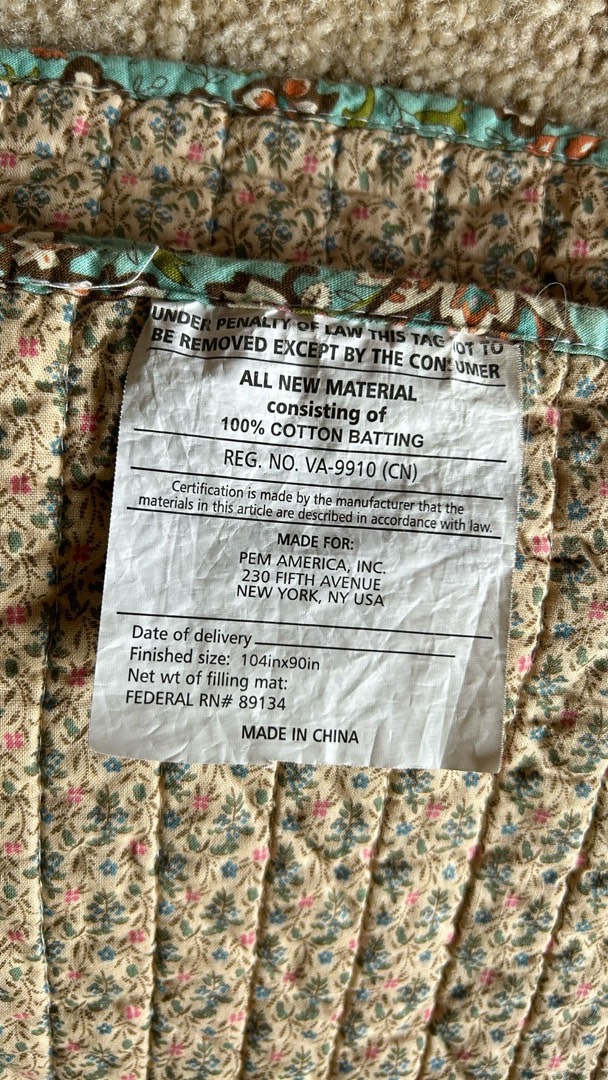 UNDER PENALTY OF LAW THIS TAG NOT TO
BE REMOVED EXCEPT BY THE CONSUMER
ALL NEW MATERIAL
consisting of
100% COTTON BATTING
REG. NO. VA-9910 (CN)
Certification is made by the manufacturer that the
materials in this article are described in accordance with law.
MADE FOR:
PEM AMERICA, INC.
230 FIFTH AVENUE
NEW YORK, NY USA
Date of delivery
Finished size: 104inx90in
Net wt of filling mat:
FEDERAL RN# 89134
MADE IN CHINA